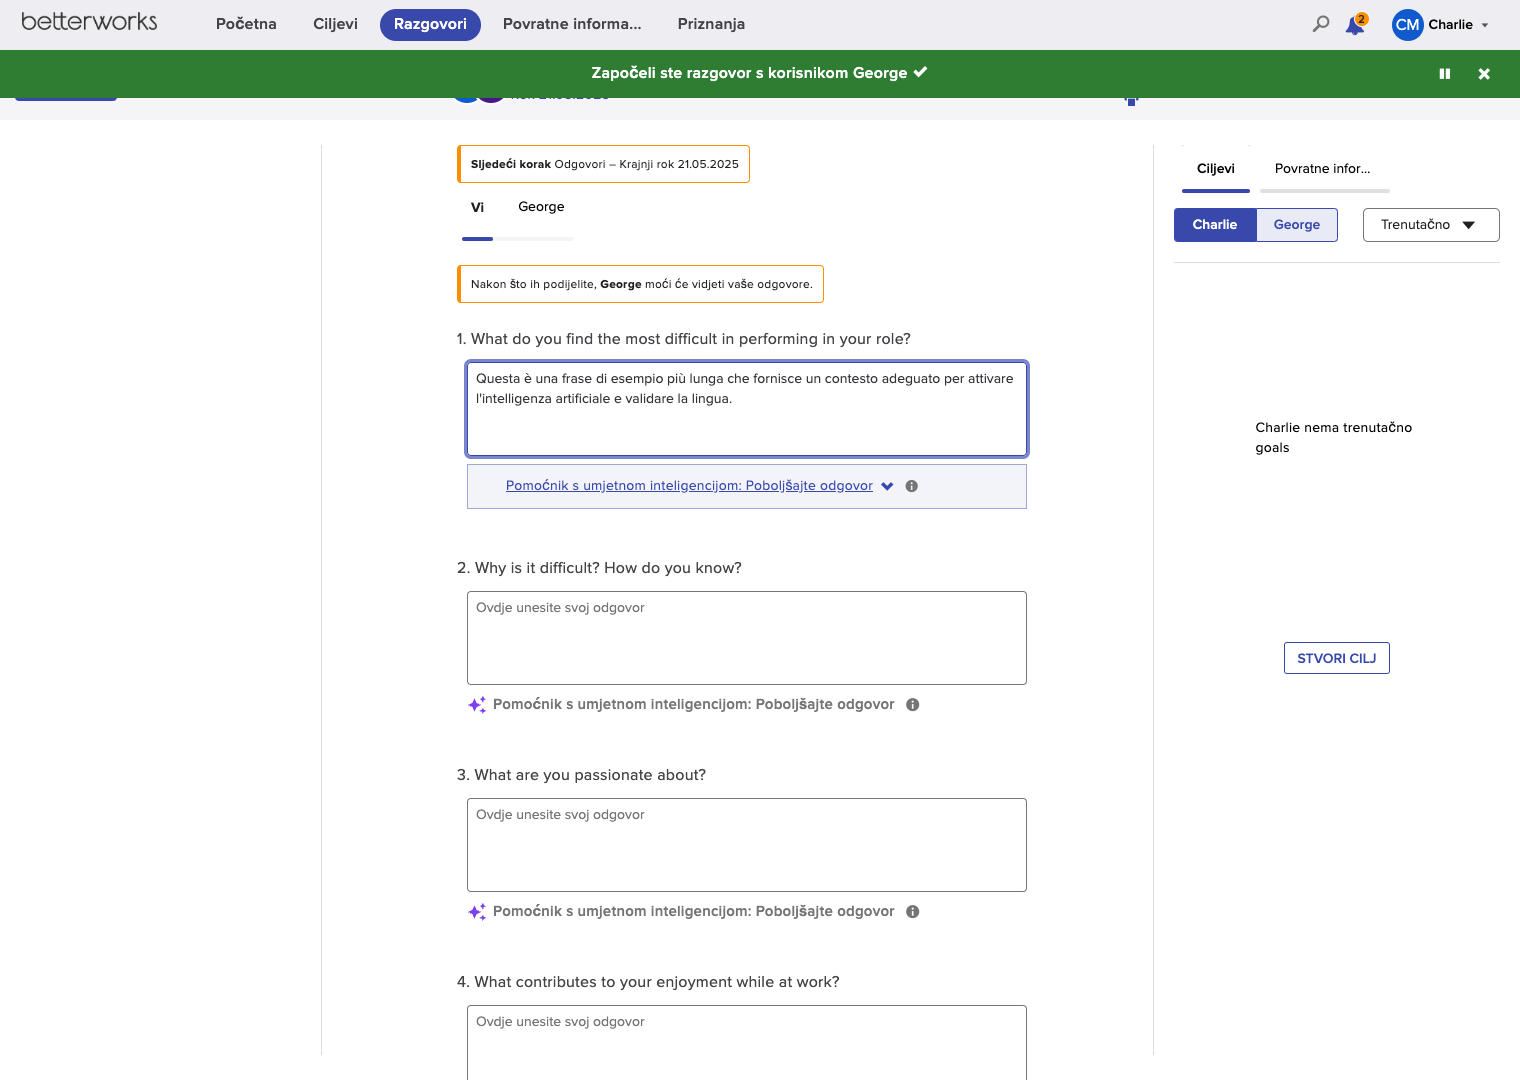 betterworks
Početna
Ciljevi
Razgovori
Povratne informa...
Priznanja
2
CM
Charlie
Započeli ste razgovor s korisnikom George
Sljedeći korak Odgovori – Krajnji rok 21.05.2025
Vi
George
Nakon što ih podijelite, George moći će vidjeti vaše odgovore.
1. What do you find the most difficult in performing in your role?
Questa è una frase di esempio più lunga che fornisce un contesto adeguato per attivare
l'intelligenza artificiale e validare la lingua.
Pomoćnik s umjetnom inteligencijom: Poboljšajte odgovor
2. Why is it difficult? How do you know?
Ovdje unesite svoj odgovor
Pomoćnik s umjetnom inteligencijom: Poboljšajte odgovor
3. What are you passionate about?
Ovdje unesite svoj odgovor
Pomoćnik s umjetnom inteligencijom: Poboljšajte odgovor
4. What contributes to your enjoyment while at work?
Ovdje unesite svoj odgovor
Ciljevi
Povratne infor...
Charlie
George
Trenutačno
Charlie nema trenutačno
goals
STVORI CILJ